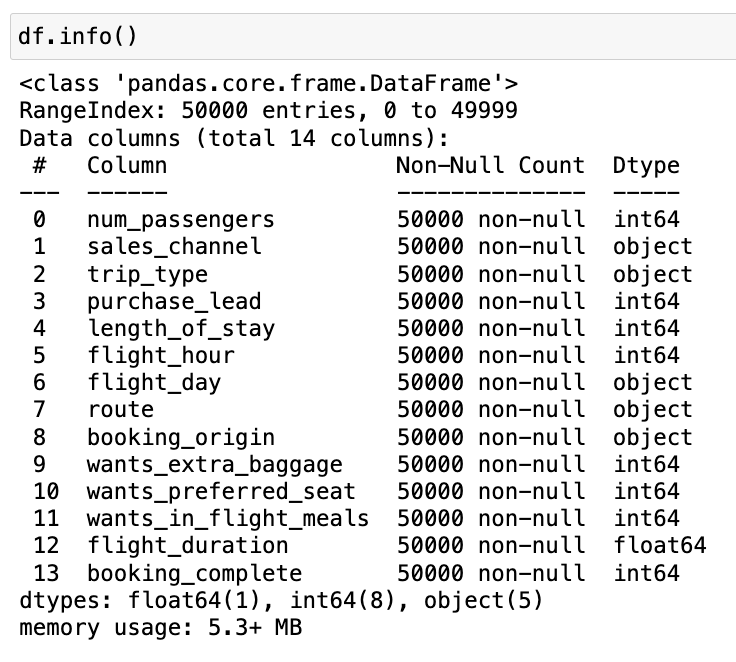 df.info()
<class 'pandas.core.frame.DataFrame'>
RangeIndex: 50000 entries, 0 to 49999
Data columns (total 14 columns):
 #   Column                 Non-Null Count  Dtype
---  ------                 --------------  -----
 0   num_passengers         50000 non-null  int64
 1   sales_channel          50000 non-null  object
 2   trip_type              50000 non-null  object
 3   purchase_lead          50000 non-null  int64
 4   length_of_stay         50000 non-null  int64
 5   flight_hour            50000 non-null  int64
 6   flight_day             50000 non-null  object
 7   route                  50000 non-null  object
 8   booking_origin         50000 non-null  object
 9   wants_extra_baggage    50000 non-null  int64
 10  wants_preferred_seat   50000 non-null  int64
 11  wants_in_flight_meals  50000 non-null  int64
 12  flight_duration        50000 non-null  float64
 13  booking_complete       50000 non-null  int64
dtypes: float64(1), int64(8), object(5)
memory usage: 5.3+ MB